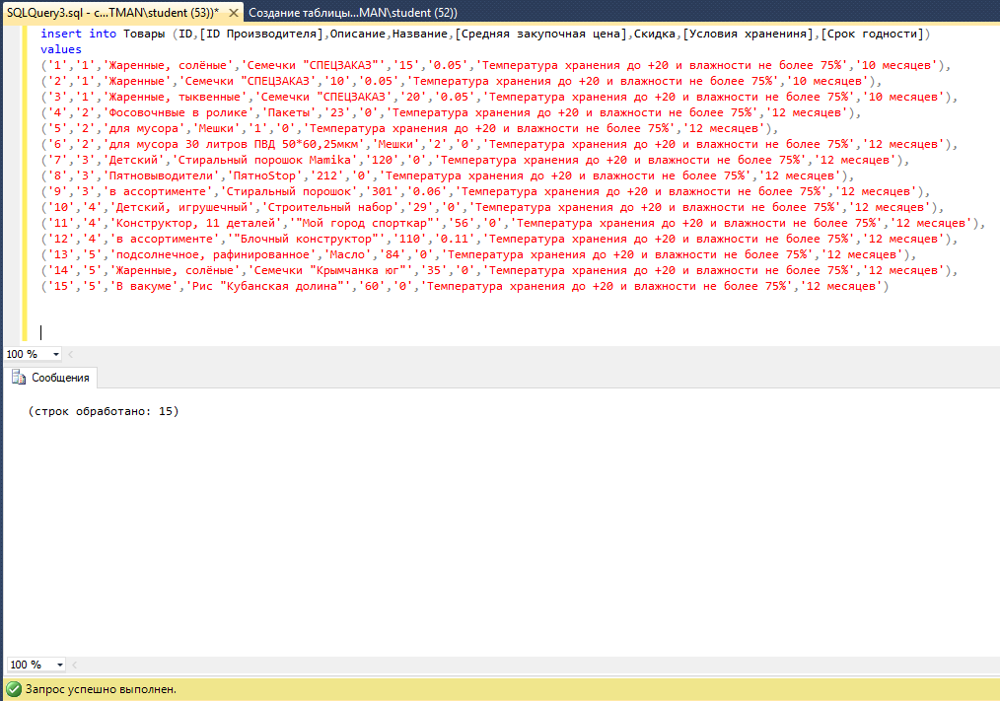 SQLQuery3.sql - c...TMAN\student (53))* Создание таблицы...MAN\student (52))
insert into Товары (ID,[ID Производителя],Описание,Название,[Средняя закупочная цена],Скидка,[Условия хранениня],[Срок годности])
values
('1','1','Жаренные, солёные','Семечки "СПЕЦЗАКАЗ"','15','0.05','Температура хранения до +20 и влажности не более 75%','10 месяцев'),
('2','1','Жаренные','Семечки "СПЕЦЗАКАЗ','10','0.05','Температура хранения до +20 и влажности не более 75%','10 месяцев'),
('3','1','Жаренные, тыквенные','Семечки "СПЕЦЗАКАЗ','20','0.05','Температура хранения до +20 и влажности не более 75%','10 месяцев'),
('4','2','Фосовочнвые в ролике','Пакеты','23','0','Температура хранения до +20 и влажности не более 75%','12 месяцев'),
('5','2','для мусора','Мешки','1','0','Температура хранения до +20 и влажности не более 75%','12 месяцев'),
('6','2','для мусора 30 литров ПВД 50*60,25мкм','Мешки','2','0','Температура хранения до +20 и влажности не более 75%','12 месяцев'),
('7','3','Детский','Стиральный порошок Mamika','120','0','Температура хранения до +20 и влажности не более 75%','12 месяцев'),
('8','3','Пятновыводители','ПятноStop','212','0','Температура хранения до +20 и влажности не более 75%','12 месяцев'),
('9','3','в ассортименте','Стиральный порошок','301','0.06','Температура хранения до +20 и влажности не более 75%','12 месяцев'),
('10','4','Детский, игрушечный','Строительный набор','29','0','Температура хранения до +20 и влажности не более 75%','12 месяцев'),
('11','4','Конструктор, 11 деталей','"Мой город спорткар"','56','0','Температура хранения до +20 и влажности не более 75%','12 месяцев'),
('12','4','в ассортименте','"Блочный конструктор"','110','0.11','Температура хранения до +20 и влажности не более 75%','12 месяцев'),
('13','5','подсолнечное, рафинированное','Масло','84','0','Температура хранения до +20 и влажности не более 75%','12 месяцев'),
('14','5','Жаренные, солёные','Семечки "Крымчанка юг"','35','0','Температура хранения до +20 и влажности не более 75%','12 месяцев'),
('15','5','В вакуме','Рис "Кубанская долина"','60','0','Температура хранения до +20 и влажности не более 75%','12 месяцев')
100 %
Сообщения
(строк обработано: 15)
100 %
Запрос успешно выполнен.